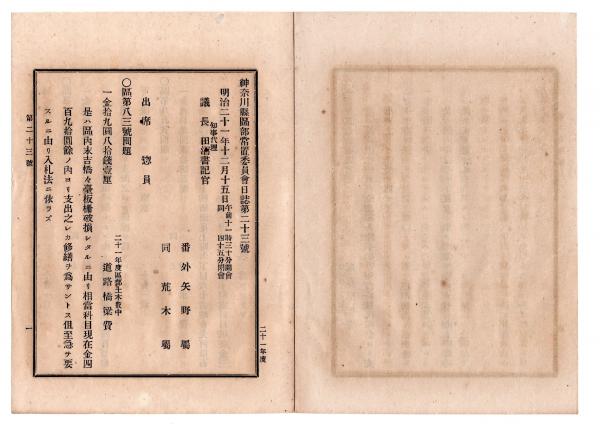 二十一年度
神奈川縣區部常置委員會日誌第二十三號
明治二十一年十二月十五日午前十一時三十分開會
同 四十五分閉會
議長 知事代理 田沼書記官
番外矢野屬
同 荒木屬
出席 惣員
○區第八三號問題
二十一年度區部土木費中
道路橋梁費
一金拾九圓八拾錢壹厘
是ハ區內末吉橋々臺板柵破損シタルニ由リ相當科目現在金四
百九拾圓餘ノ內ヨリ支出之レカ修繕ヲ爲サントス但至急ヲ要
スルニ由リ入札法ニ依ラズ
第二十三號
一